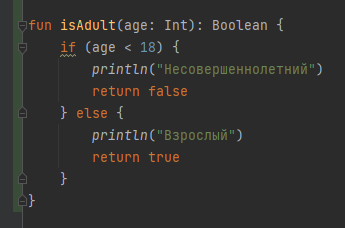 fun isAdult(age: Int): Boolean {
    if (age < 18) {
        println("Несовершеннолетний")
        return false
    } else {
        println("Взрослый")
        return true
    }
}